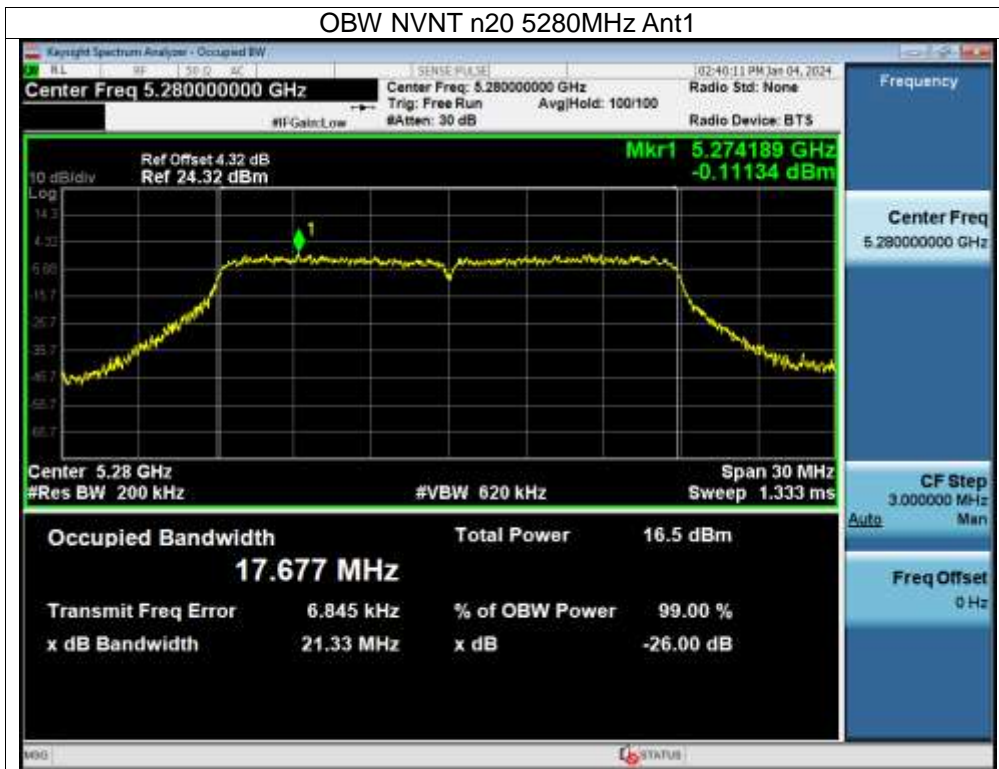 OBW NVNT n20 5280MHz Ant1
Keysight Spectrum Analyzer - Occupied BW
RL RF 50 Ω AC SENSE:PULSE 02:40:11 PM Jan 04, 2024
Center Freq 5.280000000 GHz Center Freq: 5.280000000 GHz Radio Std: None
Trig: Free Run Avg|Hold: 100/100
#IFGain:Low #Atten: 30 dB Radio Device: BTS
Frequency
Ref Offset 4.32 dB Mkr1 5.274189 GHz
10 dB/div Ref 24.32 dBm -0.11134 dBm
Log
14.3
4.32
-5.68
-15.7
-25.7
-35.7
-45.7
-55.7
-65.7
1
Center 5.28 GHz Span 30 MHz
#Res BW 200 kHz #VBW 620 kHz Sweep 1.333 ms
Occupied Bandwidth Total Power 16.5 dBm
17.677 MHz
Transmit Freq Error 6.845 kHz % of OBW Power 99.00 %
x dB Bandwidth 21.33 MHz x dB -26.00 dB
Center Freq
5.280000000 GHz
CF Step
3.000000 MHz
Auto Man
Freq Offset
0 Hz
MSG STATUS